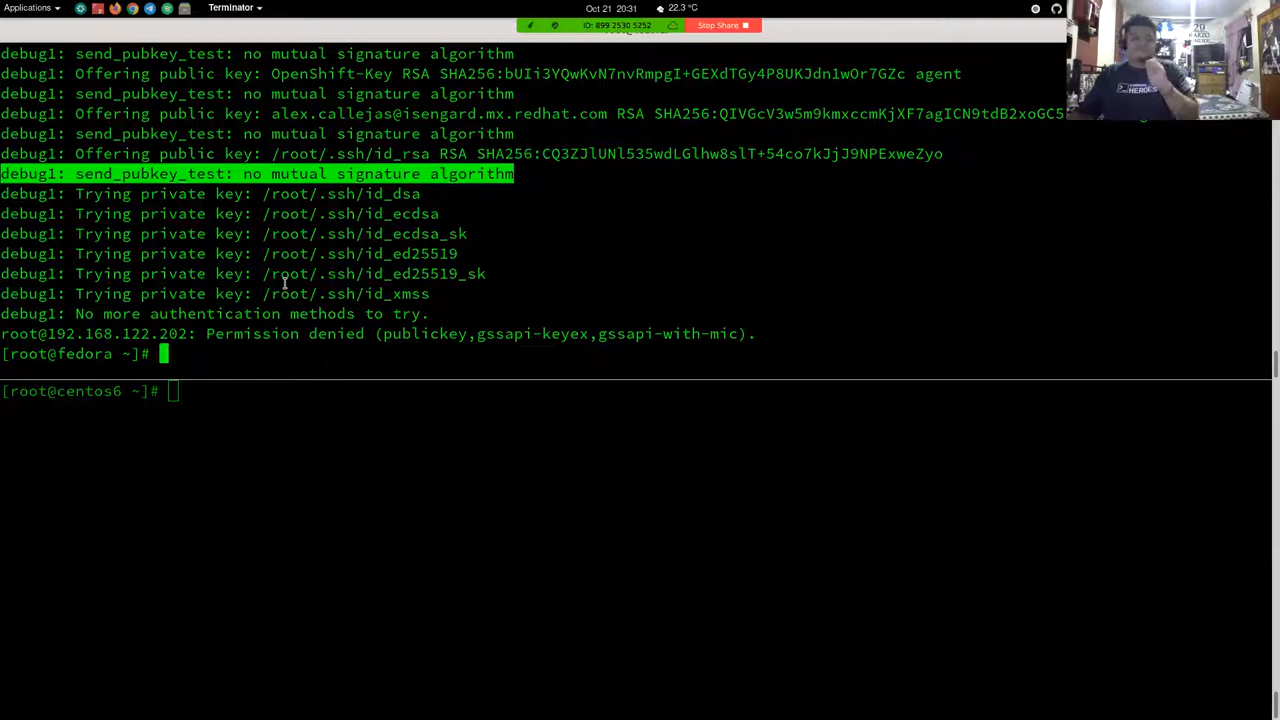 Applications
Terminator
Oct 21 20:31
22.3 °C
ID: 899 2530 5252
Stop Share
debug1: send_pubkey_test: no mutual signature algorithm
debug1: Offering public key: OpenShift-Key RSA SHA256:bUIi3YQwKvN7nvRmpgI+GEXdTGy4P8UKJdn1wOr7GZc agent
debug1: send_pubkey_test: no mutual signature algorithm
debug1: Offering public key: alex.callejas@isengard.mx.redhat.com RSA SHA256:QIVGcV3w5m9kmxccmKjXF7agICN9tdB2xoGC5
debug1: send_pubkey_test: no mutual signature algorithm
debug1: Offering public key: /root/.ssh/id_rsa RSA SHA256:CQ3ZJlUNl535wdLGlhw8slT+54co7kJjJ9NPExweZyo
debug1: send_pubkey_test: no mutual signature algorithm
debug1: Trying private key: /root/.ssh/id_dsa
debug1: Trying private key: /root/.ssh/id_ecdsa
debug1: Trying private key: /root/.ssh/id_ecdsa_sk
debug1: Trying private key: /root/.ssh/id_ed25519
debug1: Trying private key: /root/.ssh/id_ed25519_sk
debug1: Trying private key: /root/.ssh/id_xmss
debug1: No more authentication methods to try.
root@192.168.122.202: Permission denied (publickey,gssapi-keyex,gssapi-with-mic).
[root@fedora ~]#
[root@centos6 ~]#
HEROES